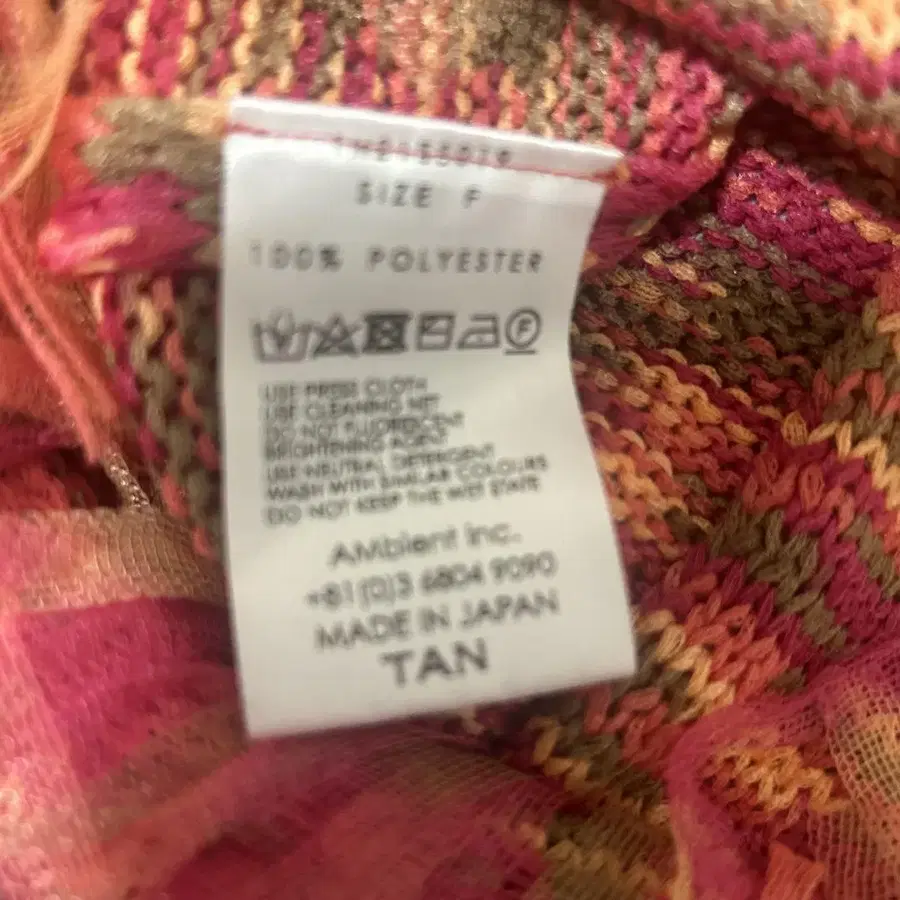 SIZE F
100% POLYESTER
F
USE PRESS CLOTH
USE CLEANING NET
DO NOT FLUORESCENT
BRIGHTENING AGENT
USE NEUTRAL DETERGENT
WASH WITH SIMILAR COLOURS
DO NOT KEEP THE WET STATE
AMbient Inc.
+81(0)3 6804 9090
MADE IN JAPAN
TAN